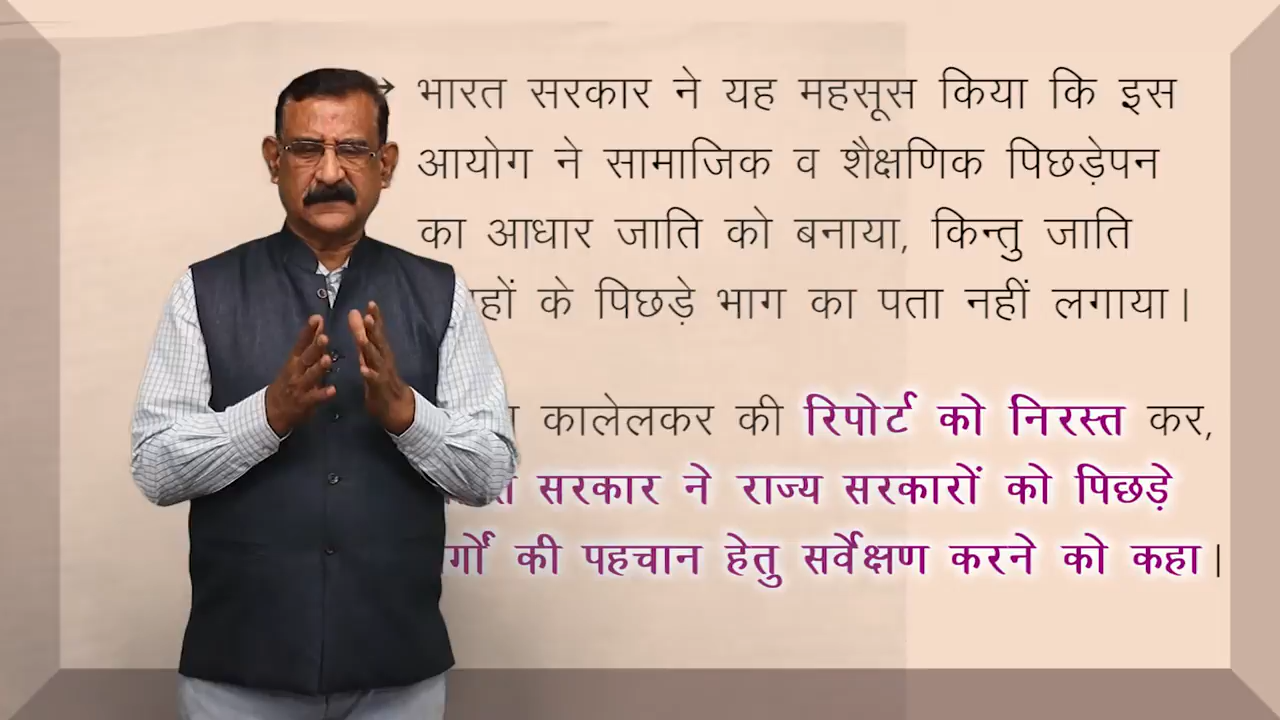 → भारत सरकार ने यह महसूस किया कि इस
आयोग ने सामाजिक व शैक्षणिक पिछड़ेपन
का आधार जाति को बनाया, किन्तु जाति
के पिछड़े भाग का पता नहीं लगाया।
कालेलकर की रिपोर्ट को निरस्त कर,
सरकार ने राज्य सरकारों को पिछड़े
की पहचान हेतु सर्वेक्षण करने को कहा।